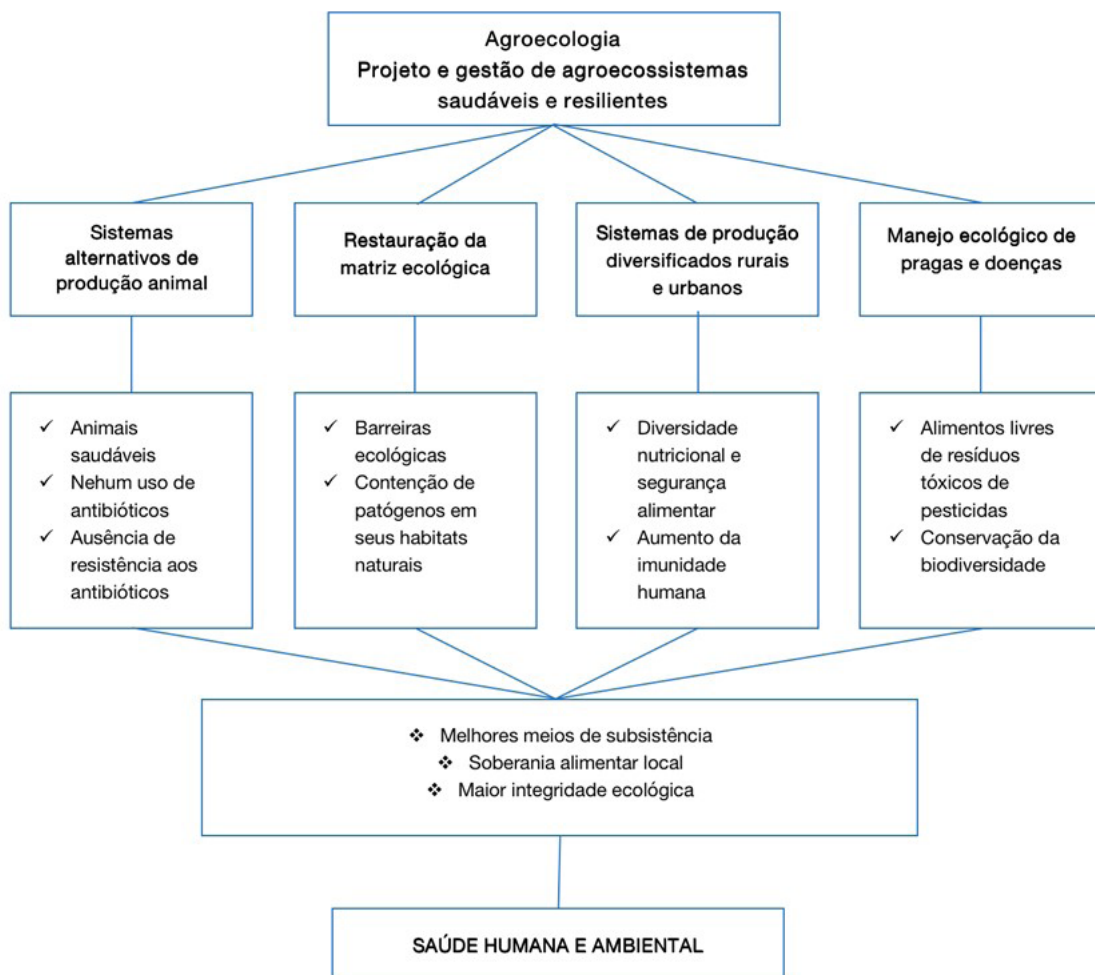 Agroecologia
Projeto e gestão de agroecossistemas
saudáveis e resilientes
Sistemas
alternativos de
produção animal
Restauração da
matriz ecológica
Sistemas de produção
diversificados rurais
e urbanos
Manejo ecológico de
pragas e doenças
✓ Animais
saudáveis
✓ Nehum uso de
antibióticos
✓ Ausência de
resistência aos
antibióticos
✓ Barreiras
ecológicas
✓ Contenção de
patógenos em
seus habitats
naturais
✓ Diversidade
nutricional e
segurança
alimentar
✓ Aumento da
imunidade
humana
✓ Alimentos livres
de resíduos
tóxicos de
pesticidas
✓ Conservação da
biodiversidade
❖ Melhores meios de subsistência
❖ Soberania alimentar local
❖ Maior integridade ecológica
SAÚDE HUMANA E AMBIENTAL